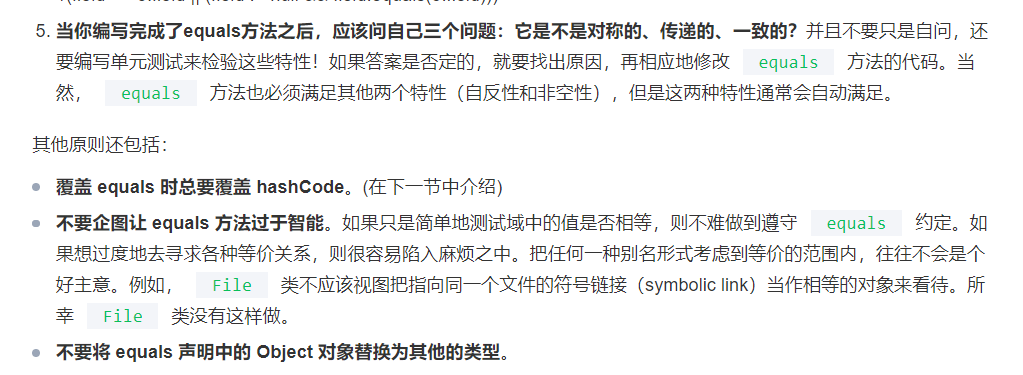 5. 当你编写完成了equals方法之后，应该问自己三个问题：它是不是对称的、传递的、一致的？并且不要只是自问，还
要编写单元测试来检验这些特性！如果答案是否定的，就要找出原因，再相应地修改 equals 方法的代码。当
然， equals 方法也必须满足其他两个特性（自反性和非空性），但是这两种特性通常会自动满足。
其他原则还包括：
覆盖 equals 时总要覆盖 hashCode。(在下一节中介绍)
不要企图让 equals 方法过于智能。如果只是简单地测试域中的值是否相等，则不难做到遵守 equals 约定。如
果想过度地去寻求各种等价关系，则很容易陷入麻烦之中。把任何一种别名形式考虑到等价的范围内，往往不会是个
好主意。例如， File 类不应该视图把指向同一个文件的符号链接（symbolic link）当作相等的对象来看待。所
幸 File 类没有这样做。
不要将 equals 声明中的 Object 对象替换为其他的类型。